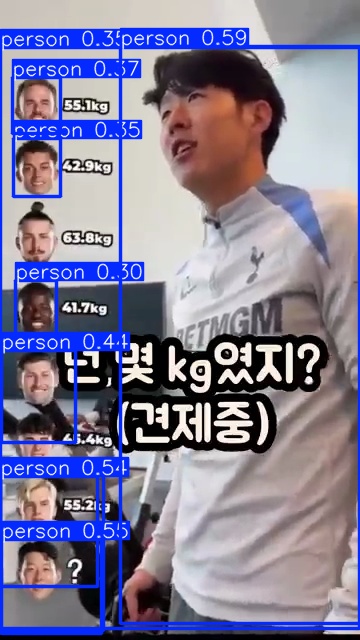 person 0.35
person 0.59
person 0.37
55.1kg
person 0.35
42.9kg
63.8kg
person 0.30
41.7kg
BETMGM
person 0.44
넌 몇 kg였지?
(견제중)
person 0.54
55.2kg
person 0.55
?